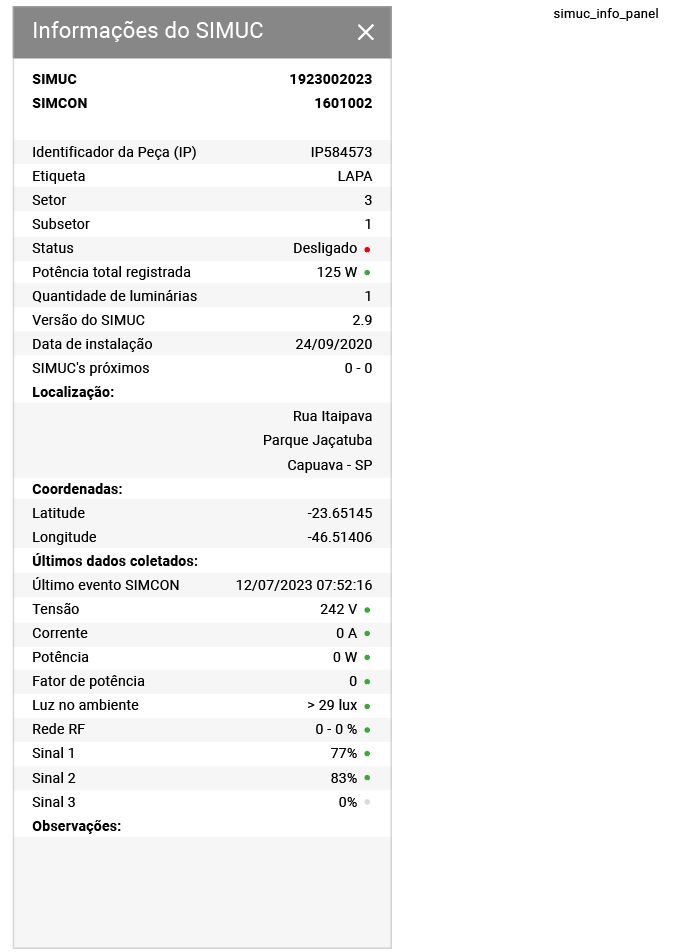 simuc_info_panel
Informações do SIMUC
SIMUC 1923002023
SIMCON 1601002
Identificador da Peça (IP) IP584573
Etiqueta LAPA
Setor 3
Subsetor 1
Status Desligado
Potência total registrada 125 W
Quantidade de luminárias 1
Versão do SIMUC 2.9
Data de instalação 24/09/2020
SIMUC's próximos 0 - 0
Localização:
Rua Itaipava
Parque Jaçatuba
Capuava - SP
Coordenadas:
Latitude -23.65145
Longitude -46.51406
Últimos dados coletados:
Último evento SIMCON 12/07/2023 07:52:16
Tensão 242 V
Corrente 0 A
Potência 0 W
Fator de potência 0
Luz no ambiente > 29 lux
Rede RF 0 - 0 %
Sinal 1 77%
Sinal 2 83%
Sinal 3 0%
Observações: